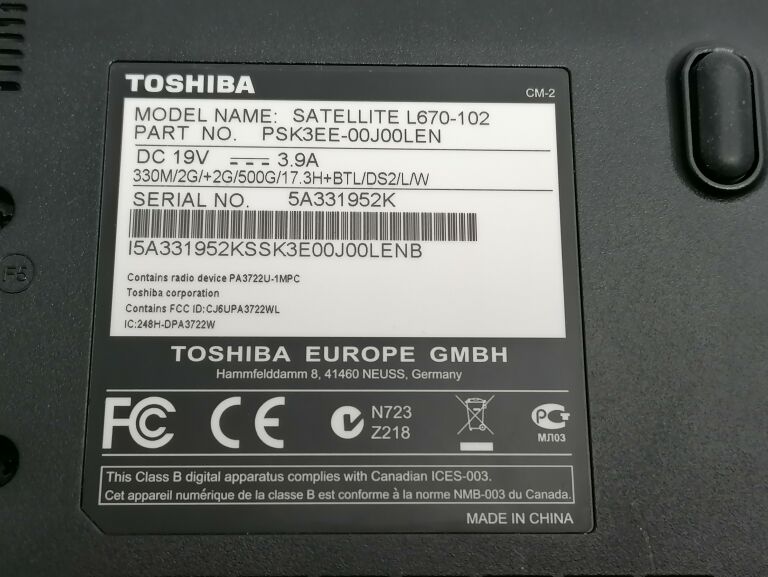 TOSHIBA
CM-2
MODEL NAME: SATELLITE L670-102
PART NO. PSK3EE-00J00LEN
DC 19V 3.9A
330M/2G/+2G/500G/17.3H+BTL/DS2/L/W
SERIAL NO. 5A331952K
I5A331952KSSK3E00J00LENB
Contains radio device PA3722U-1MPC
Toshiba corporation
Contains FCC ID:CJ6UPA3722WL
IC:248H-DPA3722W
TOSHIBA EUROPE GMBH
Hammfelddamm 8, 41460 NEUSS, Germany
FC CE N723
Z218
РСТ
МЛ03
This Class B digital apparatus complies with Canadian ICES-003.
Cet appareil numérique de la classe B est conforme à la norme NMB-003 du Canada.
MADE IN CHINA
F5